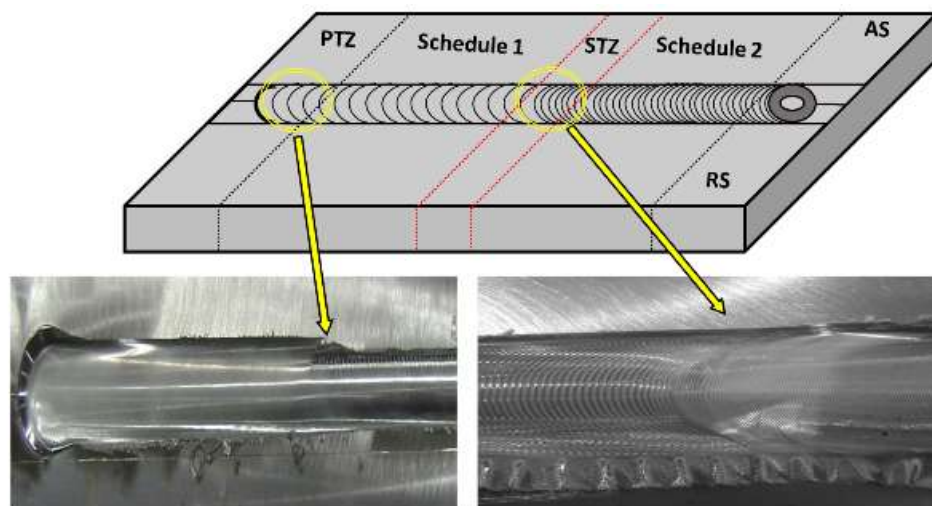 PTZ
Schedule 1
STZ
Schedule 2
AS
RS